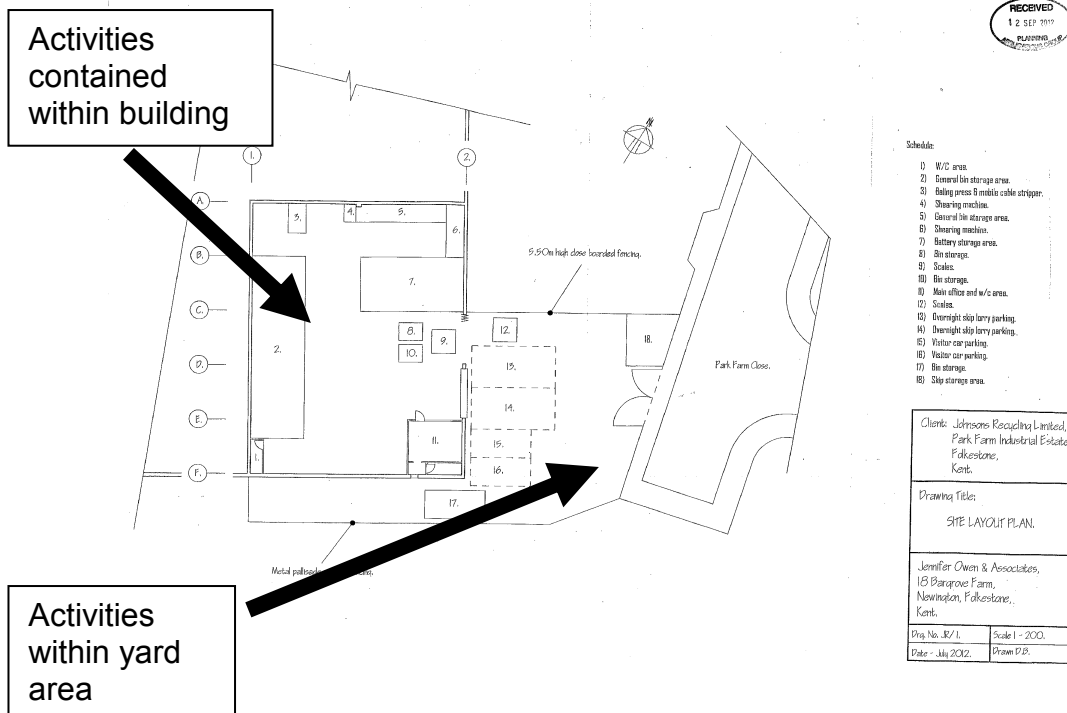 Activities
contained
within building
RECEIVED
12 SEP 2012
PLANNING
1.
2.
A.
B.
C.
D.
E.
F.
3.
4.
5.
6.
7.
2.
8.
9.
10.
12.
13.
14.
15.
16.
11.
1.
17.
18.
5.50m high close boarded fencing.
Park Farm Close.
Metal
Activities
within yard
area
Schedule:
1) W/C area.
2) General bin storage area.
3) Baling press & mobile cable stripper.
4) Shearing machine.
5) General bin storage area.
6) Shearing machine.
7) Battery storage area.
8) Bin storage.
9) Scales.
10) Bin storage.
11) Main office and w/c area.
12) Scales.
13) Overnight skip lorry parking.
14) Overnight skip lorry parking.
15) Visitor car parking.
16) Visitor car parking.
17) Bin storage.
18) Skip storage area.
Client: Johnsons Recycling Limited,
Park Farm Industrial Estate
Folkestone,
Kent.
Drawing Title:
SITE LAYOUT PLAN.
Jennifer Owen & Associates,
18 Bargrove Farm,
Newington, Folkestone,
Kent.
Drg. No. JR/1.
Scale 1 - 200.
Date - July 2012.
Drawn D.B.